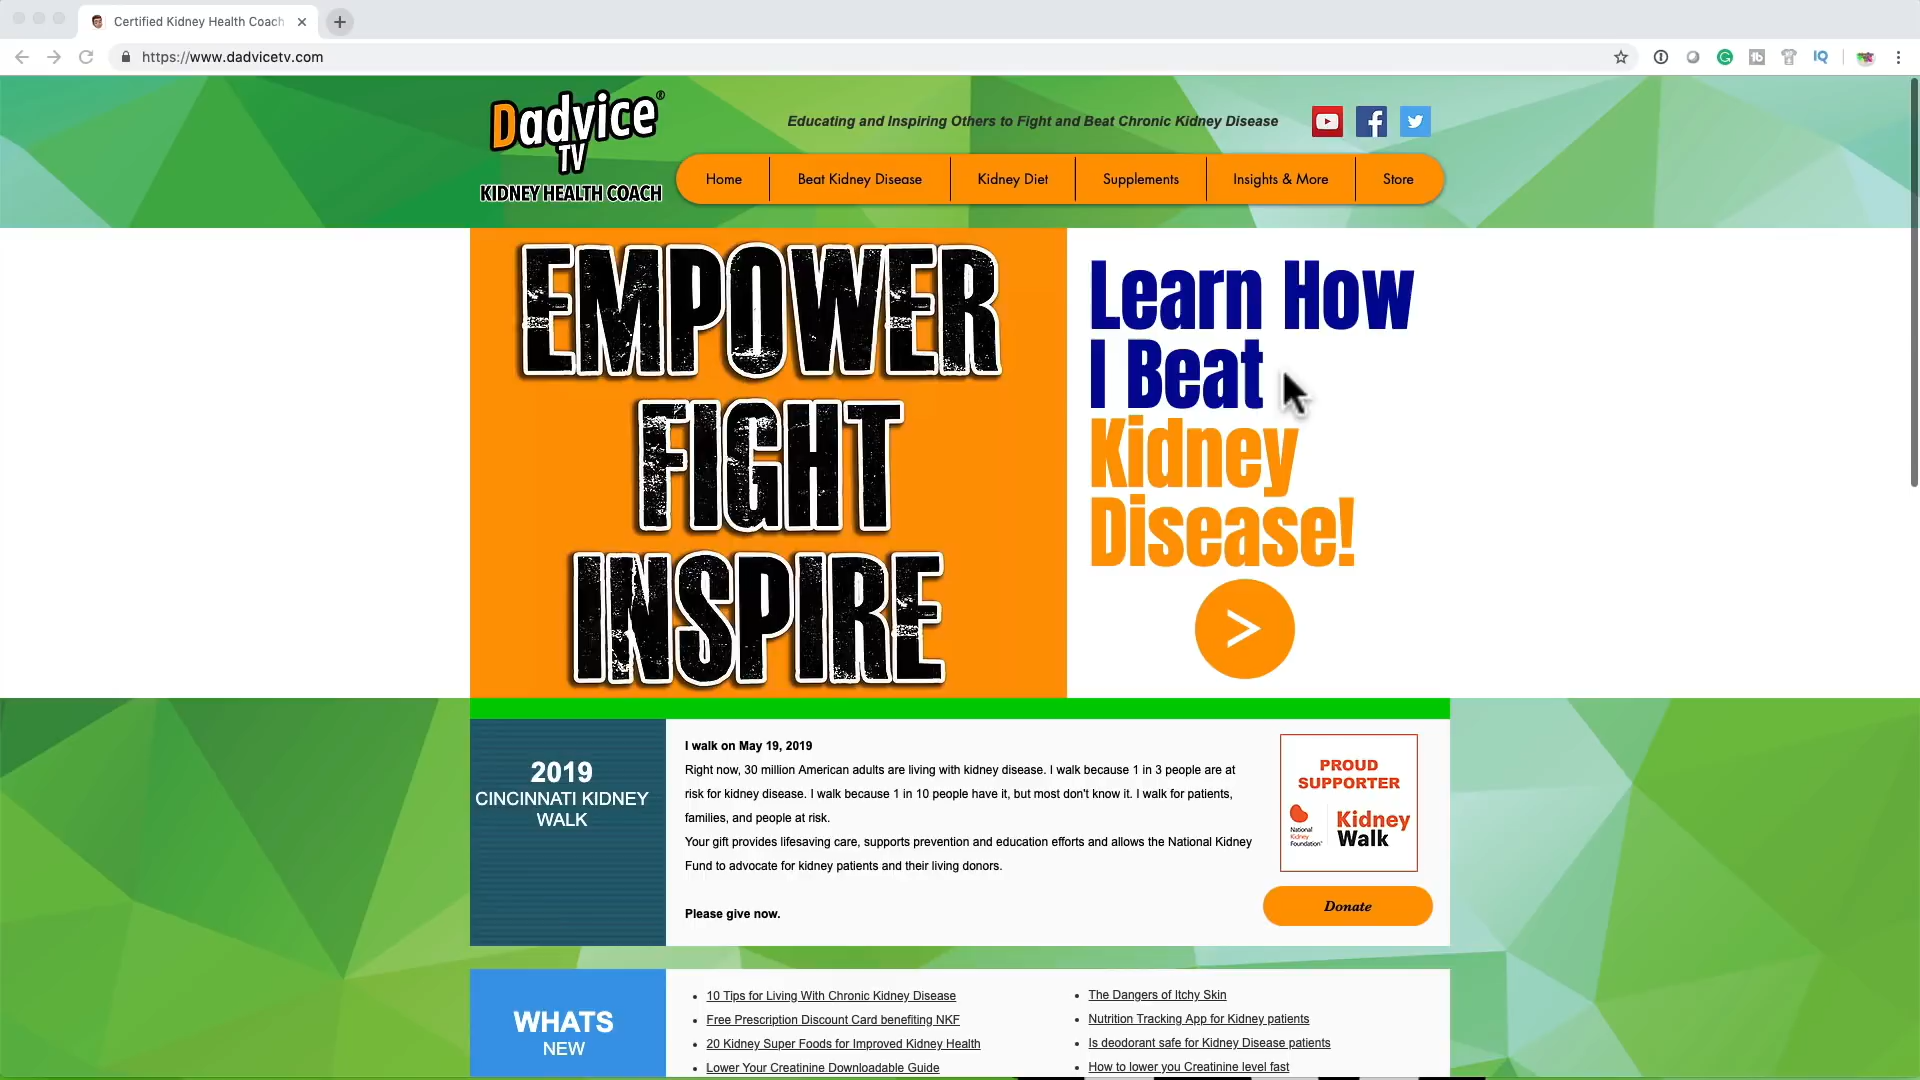 Certified Kidney Health Coach
https://www.dadvicetv.com
Dadvice®
TV
KIDNEY HEALTH COACH
Educating and Inspiring Others to Fight and Beat Chronic Kidney Disease
Home
Beat Kidney Disease
Kidney Diet
Supplements
Insights & More
Store
EMPOWER
FIGHT
INSPIRE
Learn How
I Beat
Kidney
Disease!
>
2019
CINCINNATI KIDNEY
WALK
I walk on May 19, 2019
Right now, 30 million American adults are living with kidney disease. I walk because 1 in 3 people are at
risk for kidney disease. I walk because 1 in 10 people have it, but most don't know it. I walk for patients,
families, and people at risk.
Your gift provides lifesaving care, supports prevention and education efforts and allows the National Kidney
Fund to advocate for kidney patients and their living donors.
Please give now.
PROUD
SUPPORTER
National
Kidney
Foundation®
Kidney
Walk
Donate
WHATS
NEW
10 Tips for Living With Chronic Kidney Disease
Free Prescription Discount Card benefiting NKF
20 Kidney Super Foods for Improved Kidney Health
Lower Your Creatinine Downloadable Guide
The Dangers of Itchy Skin
Nutrition Tracking App for Kidney patients
Is deodorant safe for Kidney Disease patients
How to lower you Creatinine level fast